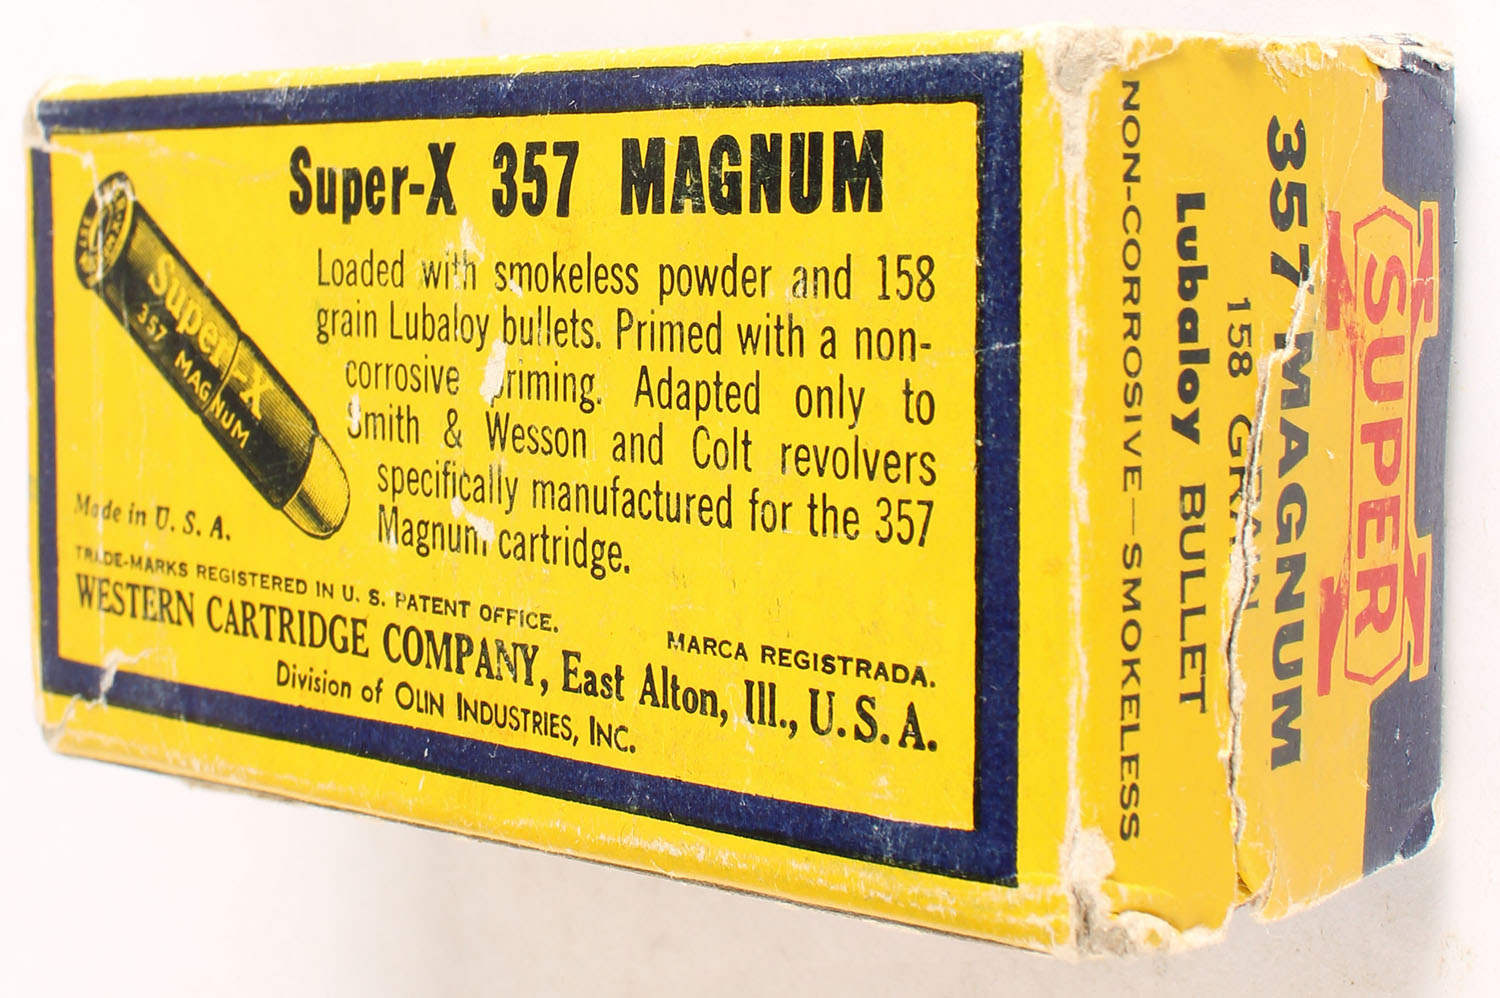 Super-X 357 MAGNUM
Loaded with smokeless powder and 158
grain Lubaloy bullets. Primed with a non-
corrosive priming. Adapted only to
Smith & Wesson and Colt revolvers
specifically manufactured for the 357
Magnum cartridge.
Super-X
357 MAGNUM
Made in U. S. A.
TRADE-MARKS REGISTERED IN U. S. PATENT OFFICE.
MARCA REGISTRADA.
WESTERN CARTRIDGE COMPANY, East Alton, Ill., U. S. A.
Division of OLIN INDUSTRIES, INC.
SUPER X
357 MAGNUM
158 GRAIN
Lubaloy BULLET
NON-CORROSIVE—SMOKELESS